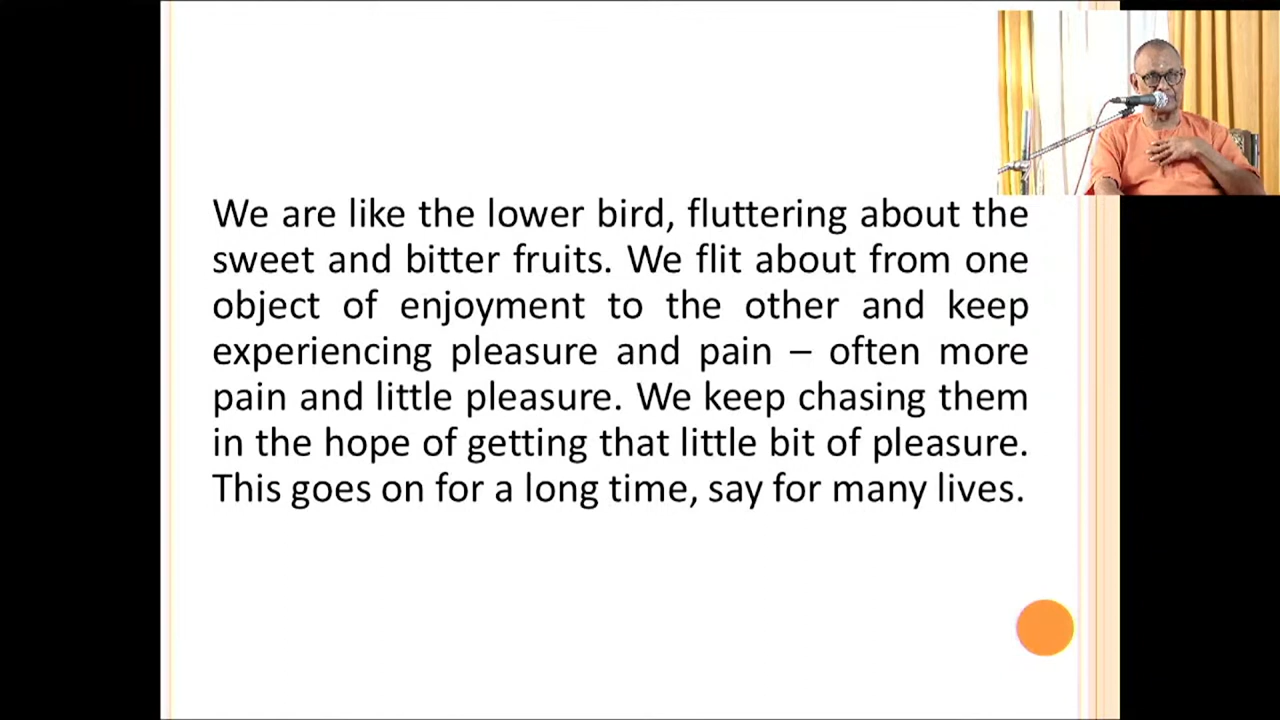 We are like the lower bird, fluttering about the
sweet and bitter fruits. We flit about from one
object of enjoyment to the other and keep
experiencing pleasure and pain – often more
pain and little pleasure. We keep chasing them
in the hope of getting that little bit of pleasure.
This goes on for a long time, say for many lives.